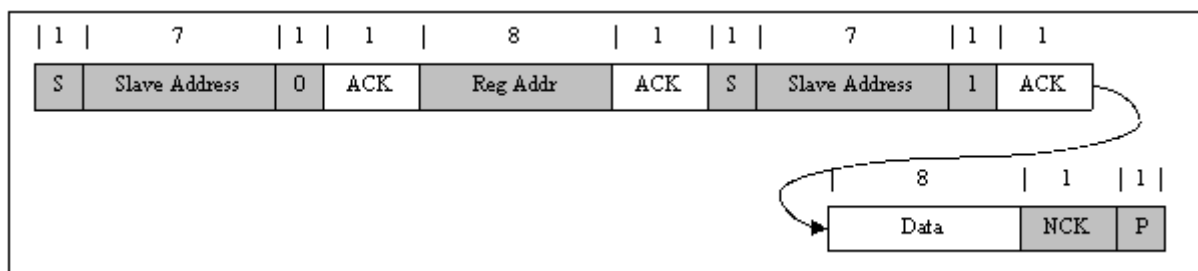 | 1 | 7 | 1 | 1 | 8 | 1 | 1 | 7 | 1 | 1
S Slave Address 0 ACK Reg Addr ACK S Slave Address 1 ACK
| 8 | 1 | 1 |
Data NCK P